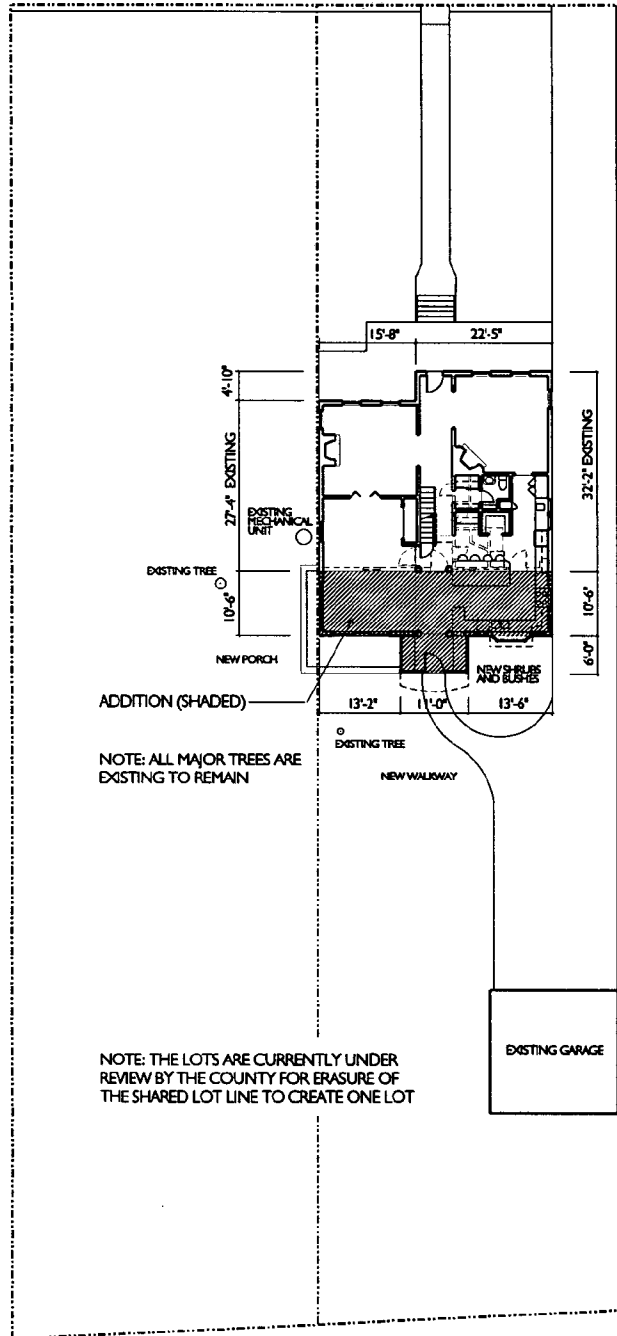 15'-8"
22'-5"
4'-10"
27'-4" EXISTING
32'-2" EXISTING
EXISTING
MECHANICAL
UNIT
EXISTING TREE
10'-6"
10'-6"
6'-0"
NEW PORCH
NEW SHRUBS
AND BUSHES
ADDITION (SHADED)
13'-2"
11'-0"
13'-6"
EXISTING TREE
NOTE: ALL MAJOR TREES ARE
EXISTING TO REMAIN
NEW WALKWAY
EXISTING GARAGE
NOTE: THE LOTS ARE CURRENTLY UNDER
REVIEW BY THE COUNTY FOR ERASURE OF
THE SHARED LOT LINE TO CREATE ONE LOT